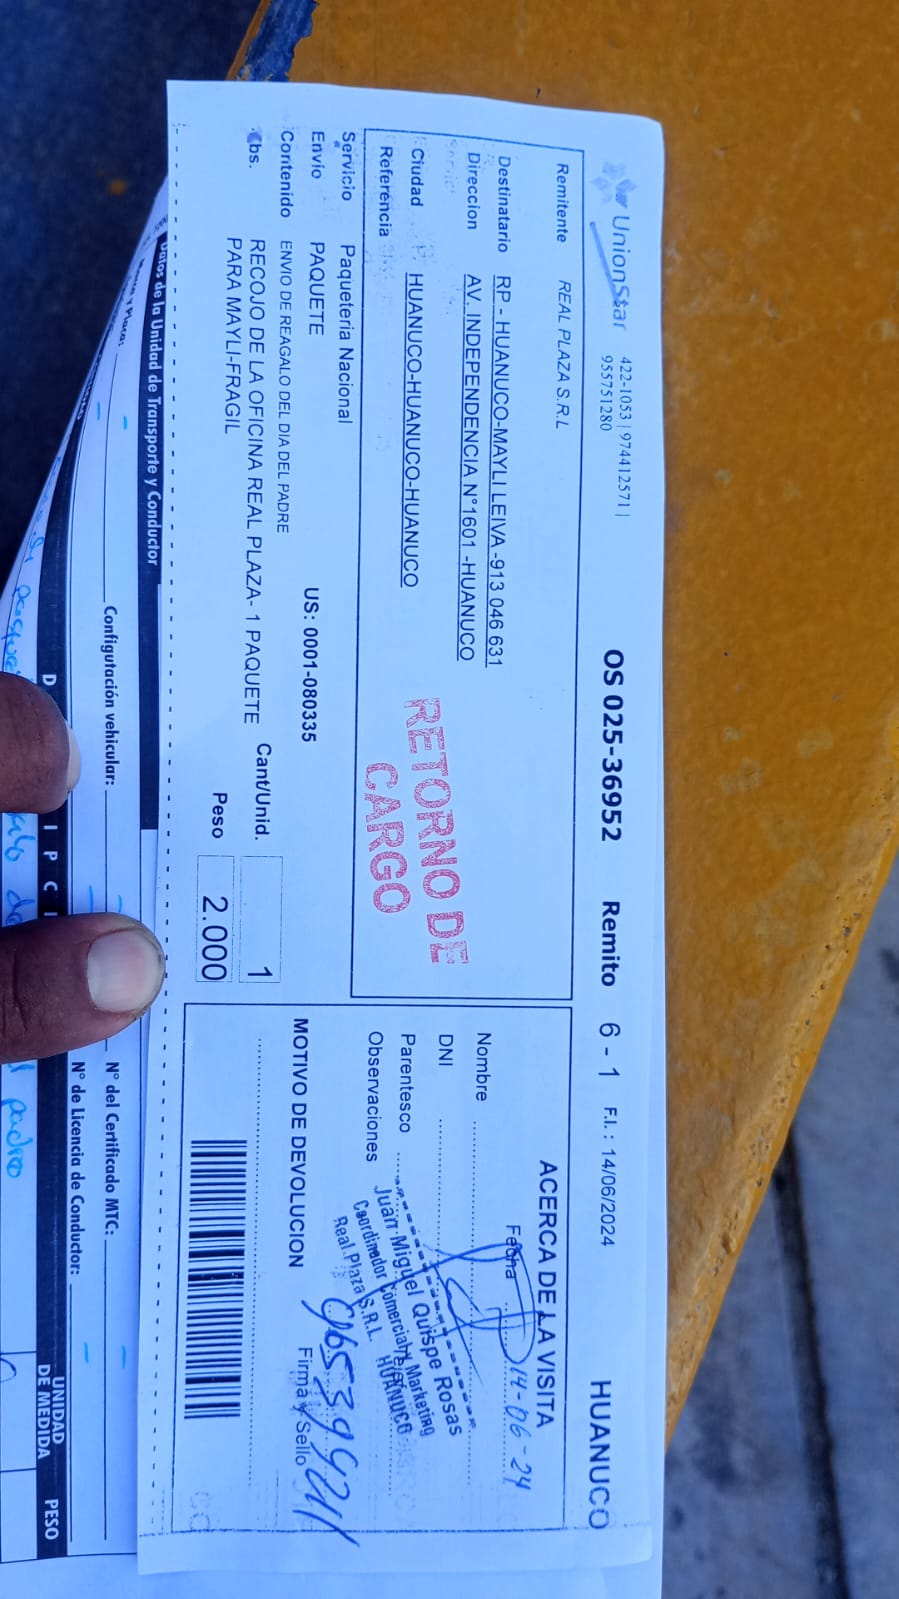 UnionStar
422-1053 | 974412571 |
955751280
OS 025-36952 Remito 6 - 1 F.I. : 14/06/2024 HUANUCO
Remitente REAL PLAZA S.R.L
Destinatario RP - HUANUCO-MAYLI LEIVA -913 046 631
Direccion AV. INDEPENDENCIA N°1601 -HUANUCO
Ciudad HUANUCO-HUANUCO-HUANUCO
Referencia
RETORNO DE
CARGO
Servicio Paqueteria Nacional
Envío PAQUETE US: 0001-080335
Contenido ENVIO DE REAGALO DEL DIA DEL PADRE
Obs. RECOJO DE LA OFICINA REAL PLAZA- 1 PAQUETE
PARA MAYLI-FRAGIL
Cant/Unid. 1
Peso 2.000
ACERCA DE LA VISITA
Fecha 14-06-24
Nombre
DNI
Parentesco
Observaciones
Juan Miguel Quispe Rosas
Coordinador Comercial y Marketing
Real Plaza S.R.L. HUANUCO
MOTIVO DE DEVOLUCION Firma y Sello
Datos de la Unidad de Transporte y Conductor
Configutación vehicular:
N° del Certificado MTC:
N° de Licencia de Conductor:
UNIDAD
DE MEDIDA
PESO
padre